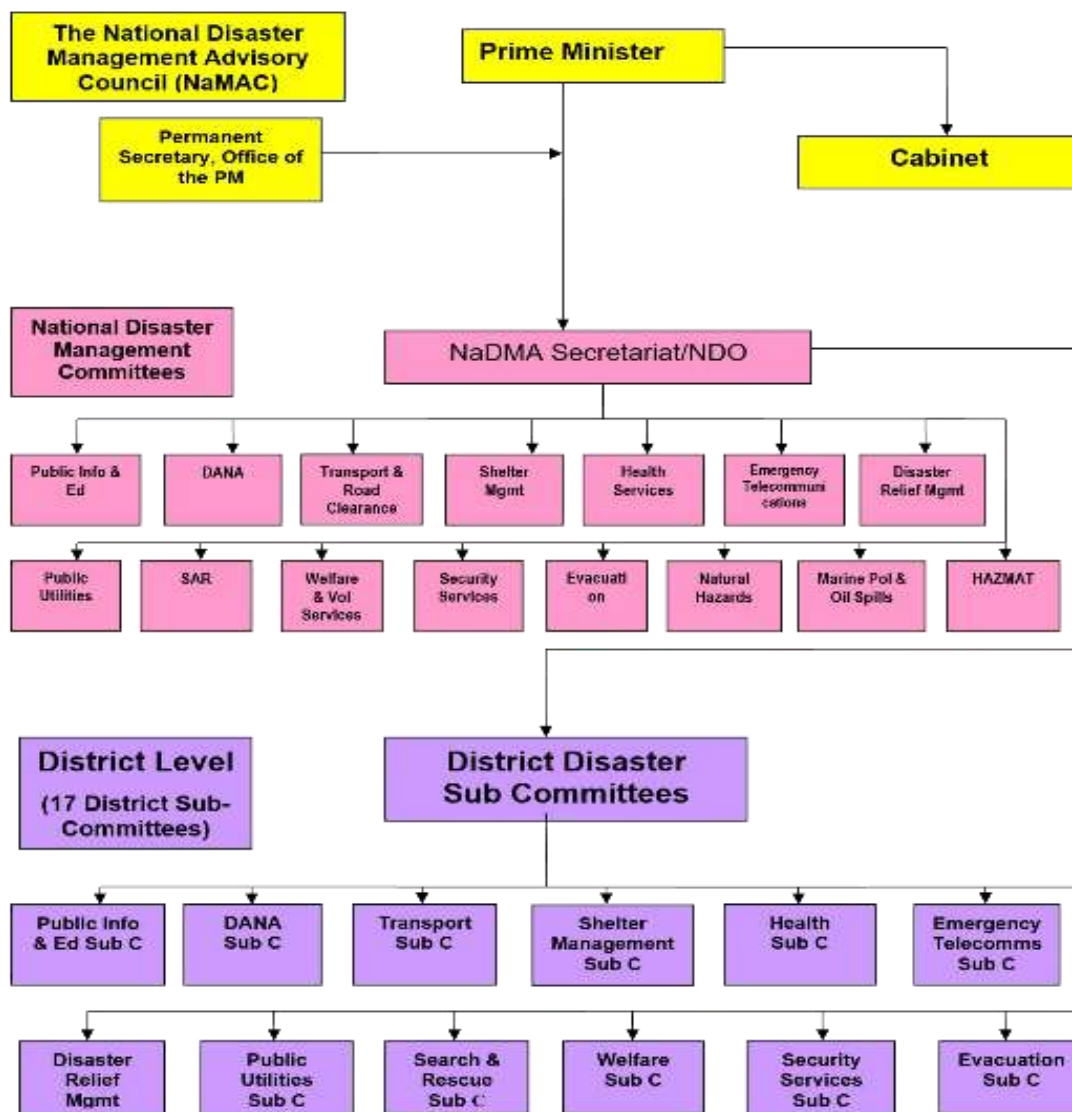 The National Disaster
Management Advisory
Council (NaMAC)
Prime Minister
Permanent
Secretary, Office of
the PM
Cabinet
National Disaster
Management
Committees
NaDMA Secretariat/NDO
Public Info &
Ed
DANA
Transport &
Road
Clearance
Shelter
Mgmt
Health
Services
Emergency
Telecommuni
cations
Disaster
Relief Mgmt
Public
Utilities
SAR
Welfare
& Vol
Services
Security
Services
Evacuati
on
Natural
Hazards
Marine Pol &
Oil Spills
HAZMAT
District Level
(17 District Sub-
Committees)
District Disaster
Sub Committees
Public Info
& Ed Sub C
DANA
Sub C
Transport
Sub C
Shelter
Management
Sub C
Health
Sub C
Emergency
Telecomms
Sub C
Disaster
Relief
Mgmt
Public
Utilities
Sub C
Search &
Rescue
Sub C
Welfare
Sub C
Security
Services
Sub C
Evacuation
Sub C